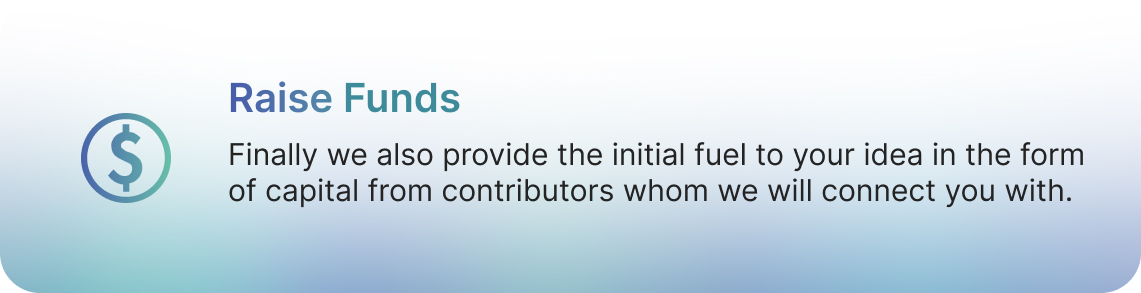 Raise Funds
Finally we also provide the initial fuel to your idea in the form
of capital from contributors whom we will connect you with.